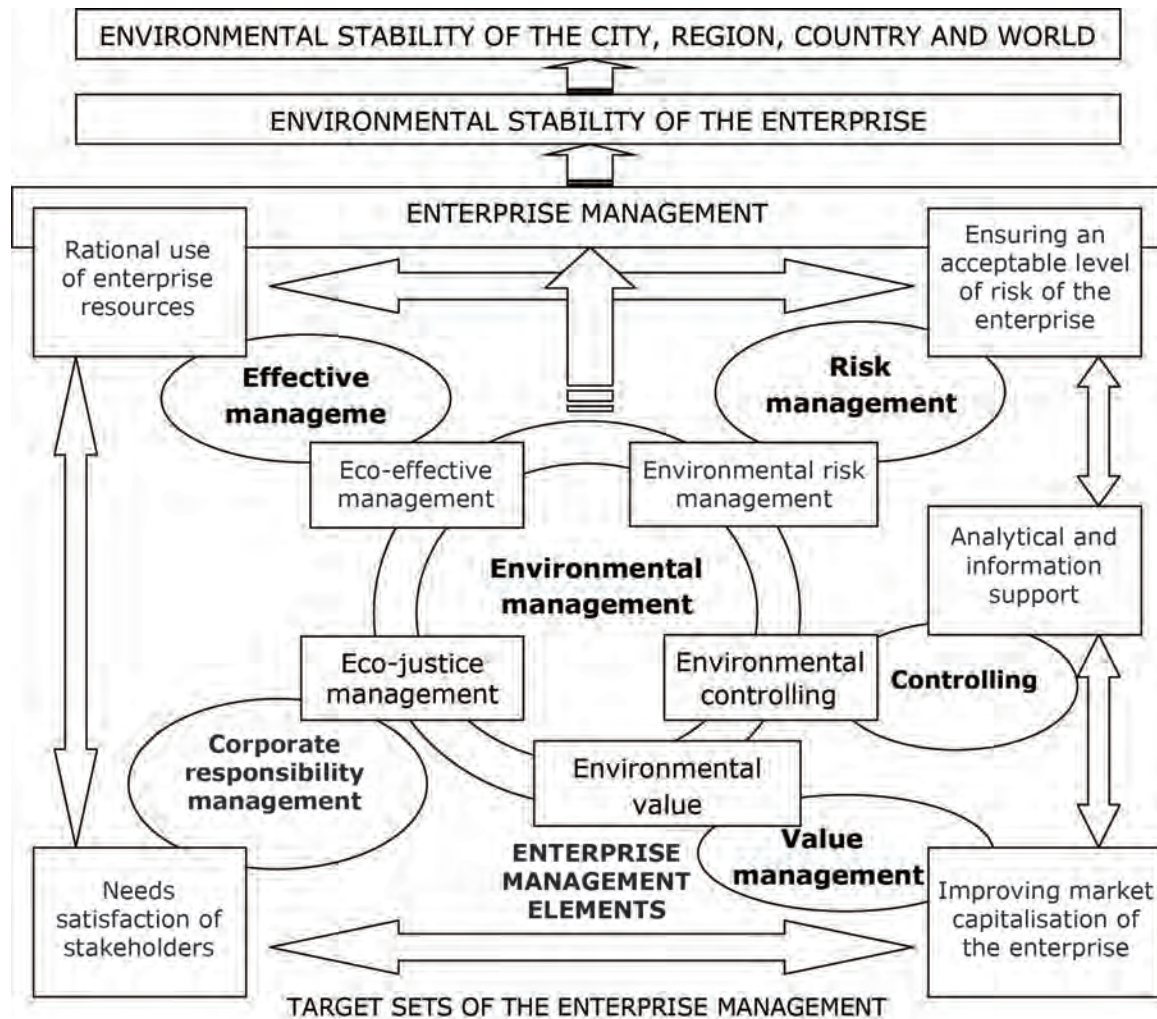 ENVIRONMENTAL STABILITY OF THE CITY, REGION, COUNTRY AND WORLD
ENVIRONMENTAL STABILITY OF THE ENTERPRISE
ENTERPRISE MANAGEMENT
Rational use
of enterprise
resources
Ensuring an
acceptable level
of risk of the
enterprise
Effective
manageme
Risk
management
Eco-effective
management
Environmental risk
management
Environmental
management
Analytical and
information
support
Eco-justice
management
Environmental
controlling
Controlling
Corporate
responsibility
management
Environmental
value
Value
management
ENTERPRISE
MANAGEMENT
ELEMENTS
Needs
satisfaction of
stakeholders
Improving market
capitalisation of
the enterprise
TARGET SETS OF THE ENTERPRISE MANAGEMENT